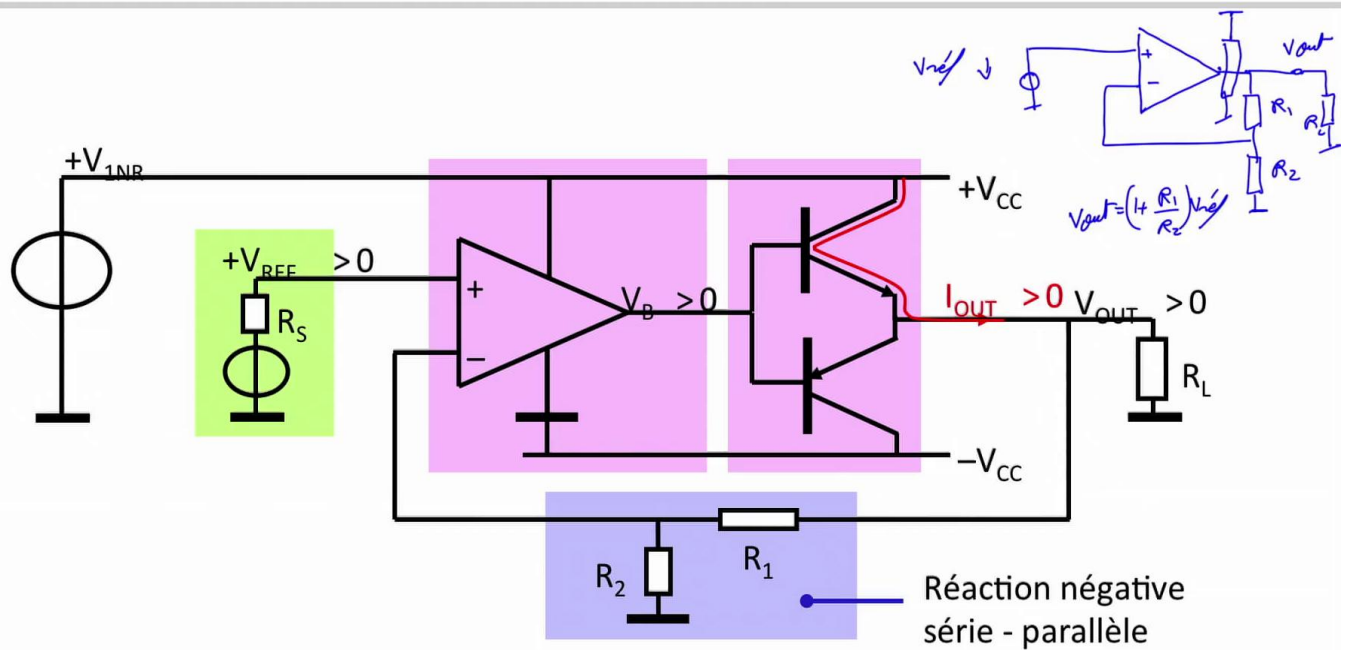 Vréf
+
−
Vout
R1
RL
R2
Vout=(1+R1/R2)Vréf
+V1NR
+VCC
+VREF >0
RS
+
−
VB >0
IOUT >0
VOUT >0
RL
−VCC
R2
R1
Réaction négative
série - parallèle